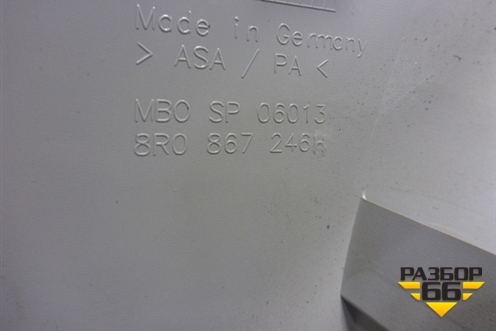 Made in Germany
> ASA / PA <
MBO SP 06013
8R0 867 246
РАЗБОР
66